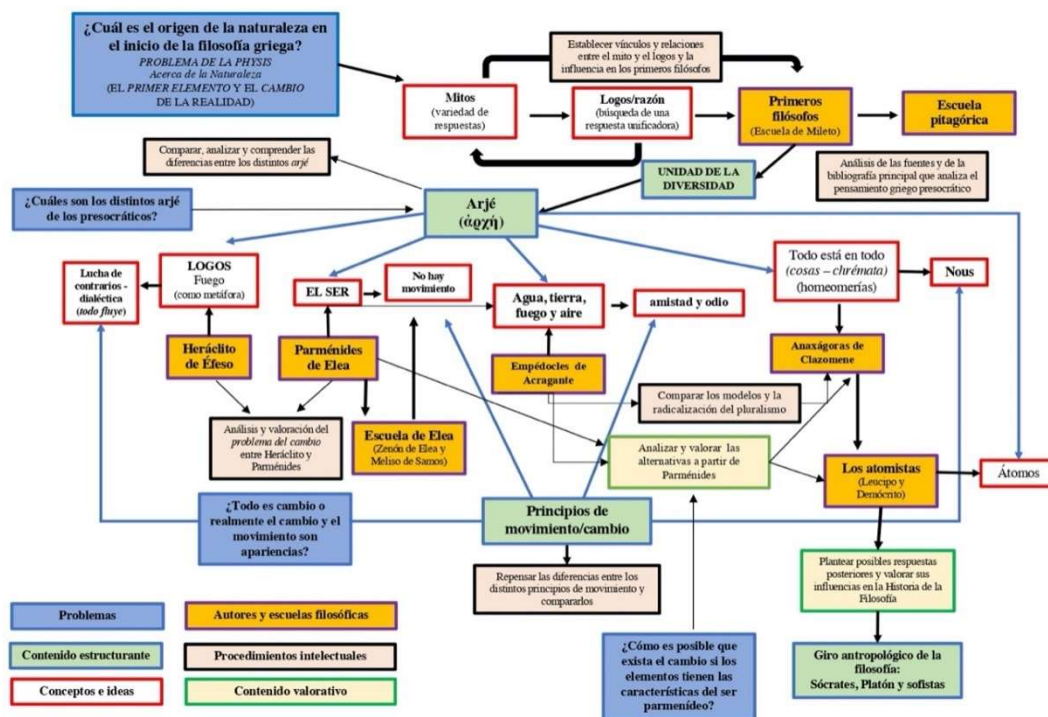 ¿Cuál es el origen de la naturaleza en
el inicio de la filosofía griega?
PROBLEMA DE LA PHYSIS
Acerca de la Naturaleza
(EL PRIMER ELEMENTO Y EL CAMBIO
DE LA REALIDAD)
Establecer vínculos y relaciones
entre el mito y el logos y la
influencia en los primeros filósofos
Mitos
(variedad de
respuestas)
Logos/razón
(búsqueda de una
respuesta unificadora)
Primeros
filósofos
(Escuela de Mileto)
Escuela
pitagórica
Comparar, analizar y comprender las
diferencias entre los distintos arjé
UNIDAD DE LA
DIVERSIDAD
Análisis de las fuentes y de la
bibliografía principal que analiza el
pensamiento griego presocrático
¿Cuáles son los distintos arjé
de los presocráticos?
Arjé
(ἀρχή)
Lucha de
contrarios -
dialéctica
(todo fluye)
LOGOS
Fuego
(como metáfora)
EL SER
No hay
movimiento
Agua, tierra,
fuego y aire
amistad y odio
Todo está en todo
(cosas – chrémata)
(homeomerías)
Nous
Heráclito
de Éfeso
Parménides
de Elea
Empédocles de
Acragante
Anaxágoras de
Clazomene
Comparar los modelos y la
radicalización del pluralismo
Análisis y valoración del
problema del cambio
entre Heráclito y
Parménides
Escuela de Elea
(Zenón de Elea y
Meliso de Samos)
Analizar y valorar las
alternativas a partir de
Parménides
Los atomistas
(Leucipo y
Demócrito)
Átomos
¿Todo es cambio o
realmente el cambio y el
movimiento son
apariencias?
Principios de
movimiento/cambio
Repensar las diferencias entre los
distintos principios de movimiento y
compararlos
Plantear posibles respuestas
posteriores y valorar sus
influencias en la Historia de la
Filosofía
¿Cómo es posible que
exista el cambio si los
elementos tienen las
características del ser
parmenídeo?
Giro antropológico de la
filosofía:
Sócrates, Platón y sofistas
Problemas
Autores y escuelas filosóficas
Contenido estructurante
Procedimientos intelectuales
Conceptos e ideas
Contenido valorativo